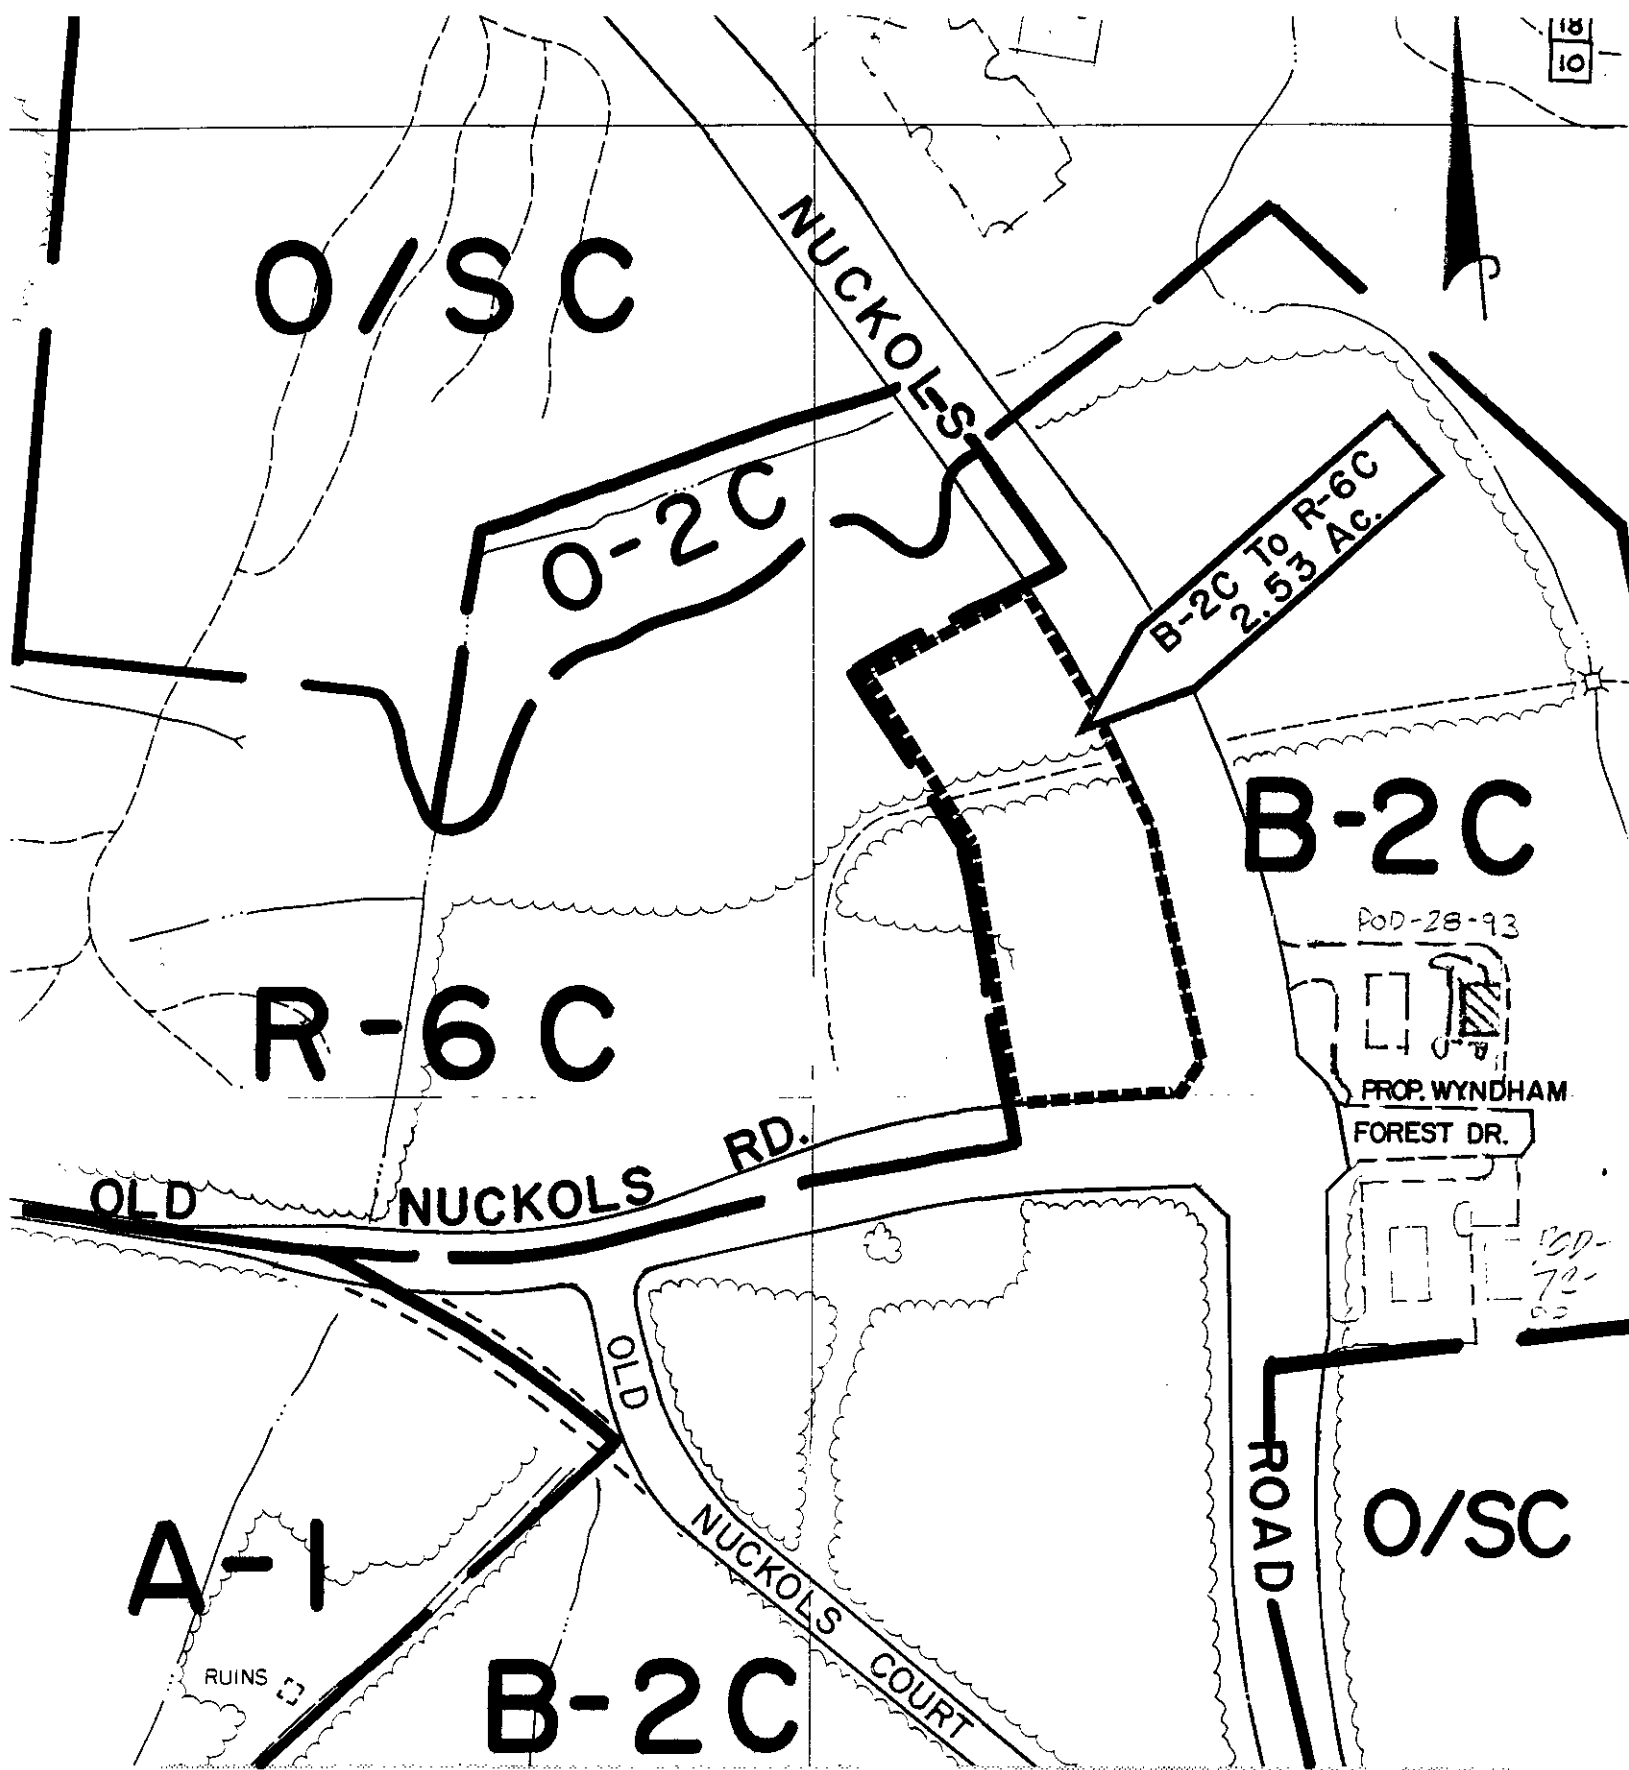 18
10
NUCKOLS
O/SC
O-2C
B-2C To R-6C
2.53 Ac.
B-2C
POD-28-93
R-6C
PROP. WYNDHAM
FOREST DR.
OLD NUCKOLS RD.
OLD
NUCKOLS
COURT
ROAD
O/SC
A-1
RUINS
B-2C